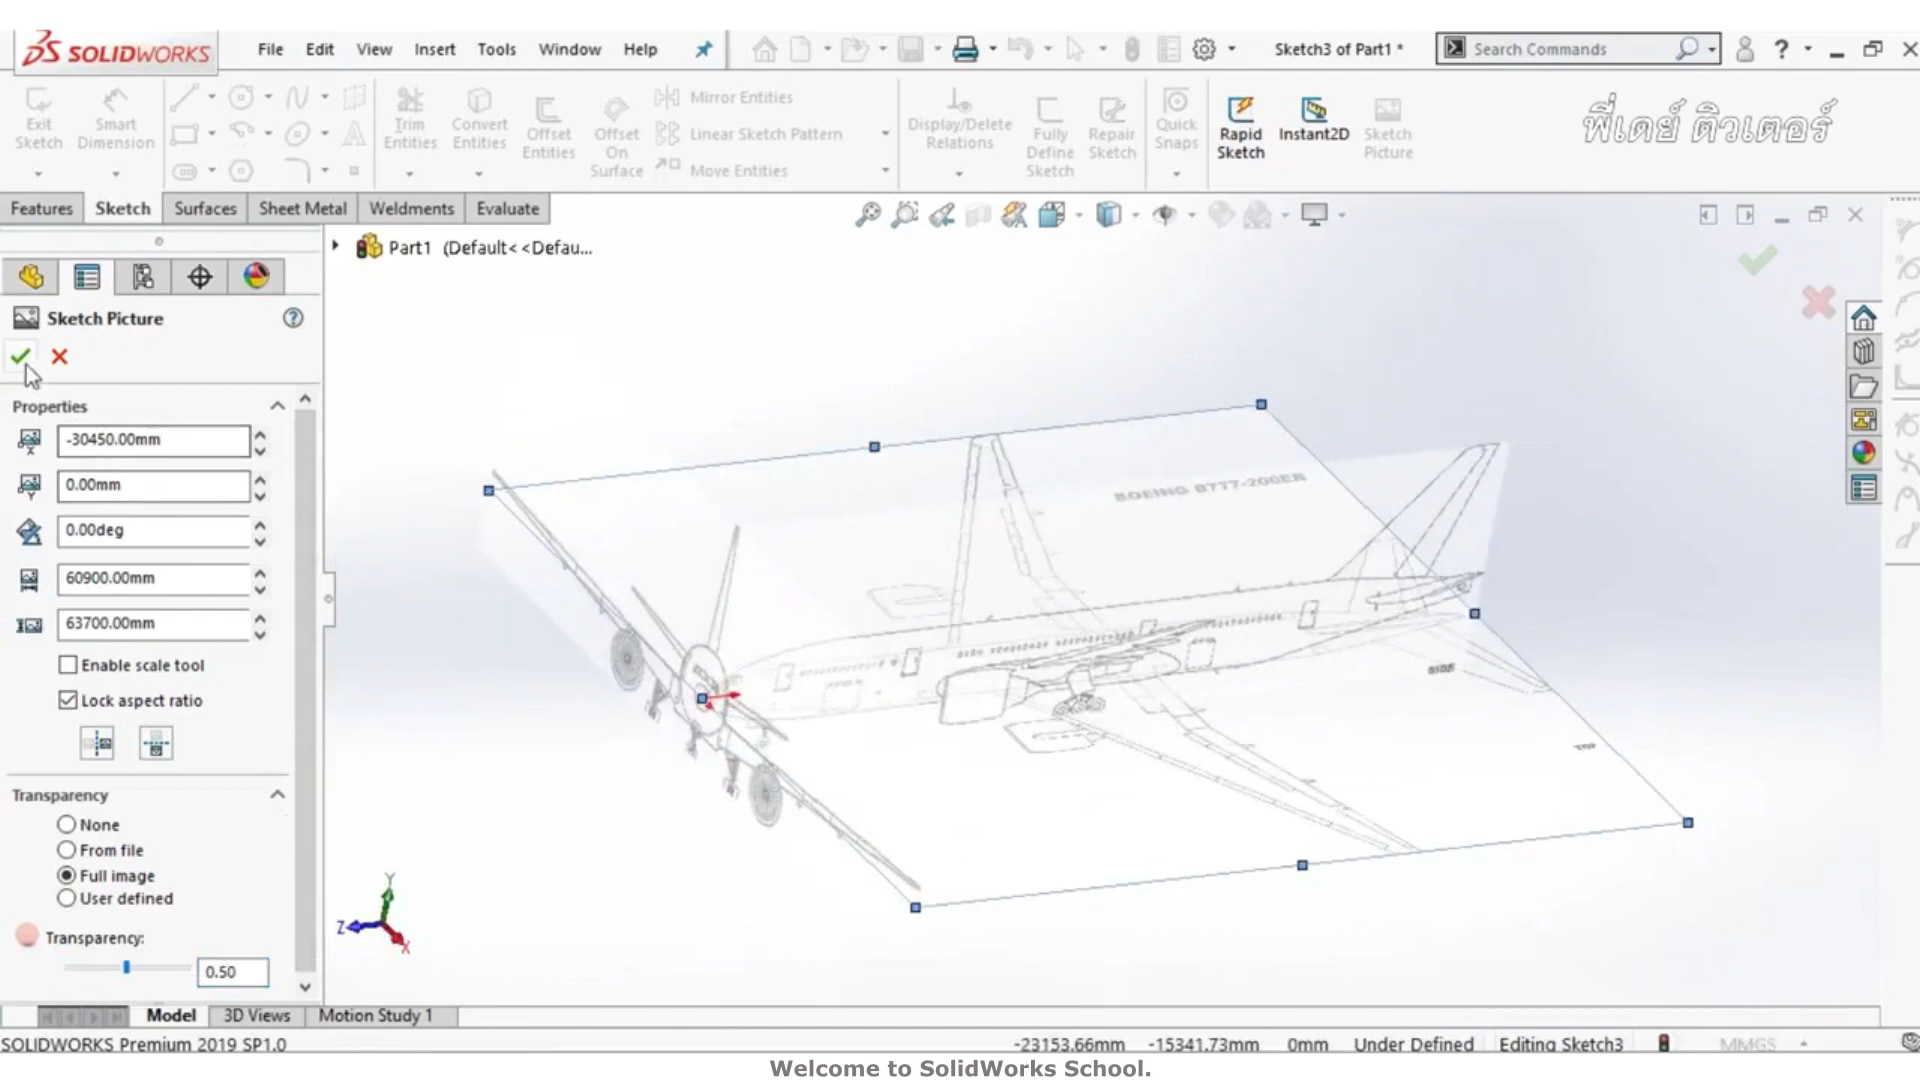 SOLIDWORKS
File Edit View Insert Tools Window Help
Sketch3 of Part1 *
Search Commands
Exit Sketch
Smart Dimension
Trim Entities
Convert Entities
Offset Entities
Offset On Surface
Mirror Entities
Linear Sketch Pattern
Move Entities
Display/Delete Relations
Fully Define Sketch
Repair Sketch
Quick Snaps
Rapid Sketch
Instant2D
Sketch Picture
พี่เดย์ ติวเตอร์
Features Sketch Surfaces Sheet Metal Weldments Evaluate
Part1 (Default<<Defau...
Sketch Picture
Properties
-30450.00mm
0.00mm
0.00deg
60900.00mm
63700.00mm
Enable scale tool
Lock aspect ratio
Transparency
None
From file
Full image
User defined
Transparency:
0.50
BOEING B777-200ER
SIDE
TOP
Y
Z
X
Model 3D Views Motion Study 1
SOLIDWORKS Premium 2019 SP1.0
-23153.66mm -15341.73mm 0mm Under Defined Editing Sketch3 MMGS
Welcome to SolidWorks School.